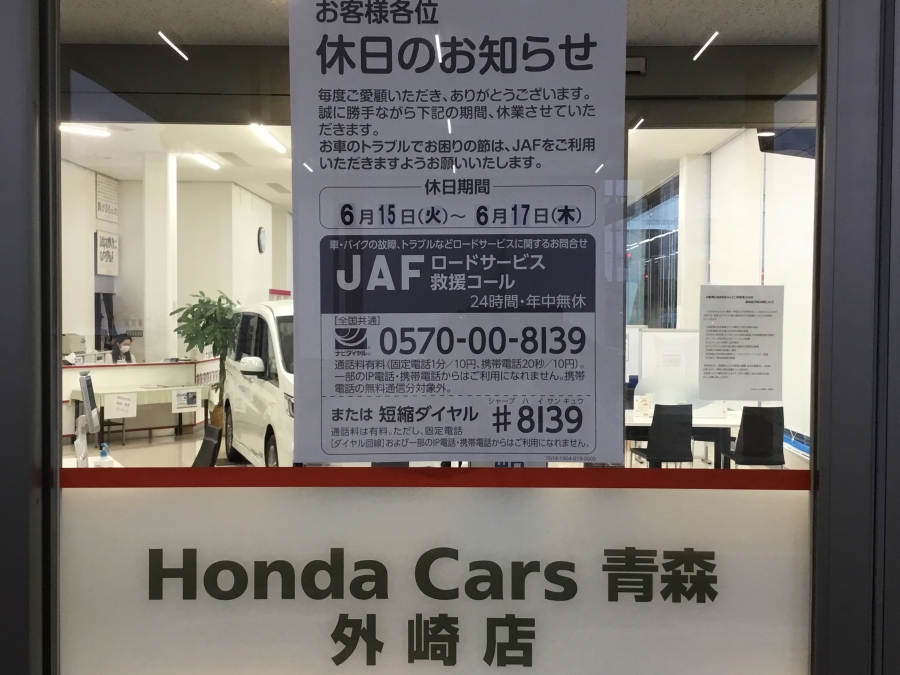 お客様各位
休日のお知らせ
毎度ご愛顧いただき、ありがとうございます。
誠に勝手ながら下記の期間、休業させていた
だきます。
お車のトラブルでお困りの節は、JAFをご利用
いただきますようお願いいたします。
休日期間
6月15日(火)～6月17日(木)
車・バイクの故障、トラブルなどロードサービスに関するお問合せ
JAF ロードサービス
救援コール
24時間・年中無休
[全国共通]
ナビダイヤル
0570-00-8139
通話料有料(固定電話1分/10円、携帯電話20秒/10円)。
一部のIP電話・携帯電話からはご利用になれません。携帯
電話の無料通信分対象外。
シャープ ハイ サンキュウ
または 短縮ダイヤル #8139
通話料は有料。ただし、固定電話
[ダイヤル回線]および一部のIP電話・携帯電話からはご利用になれません。
Honda Cars 青森
外崎店